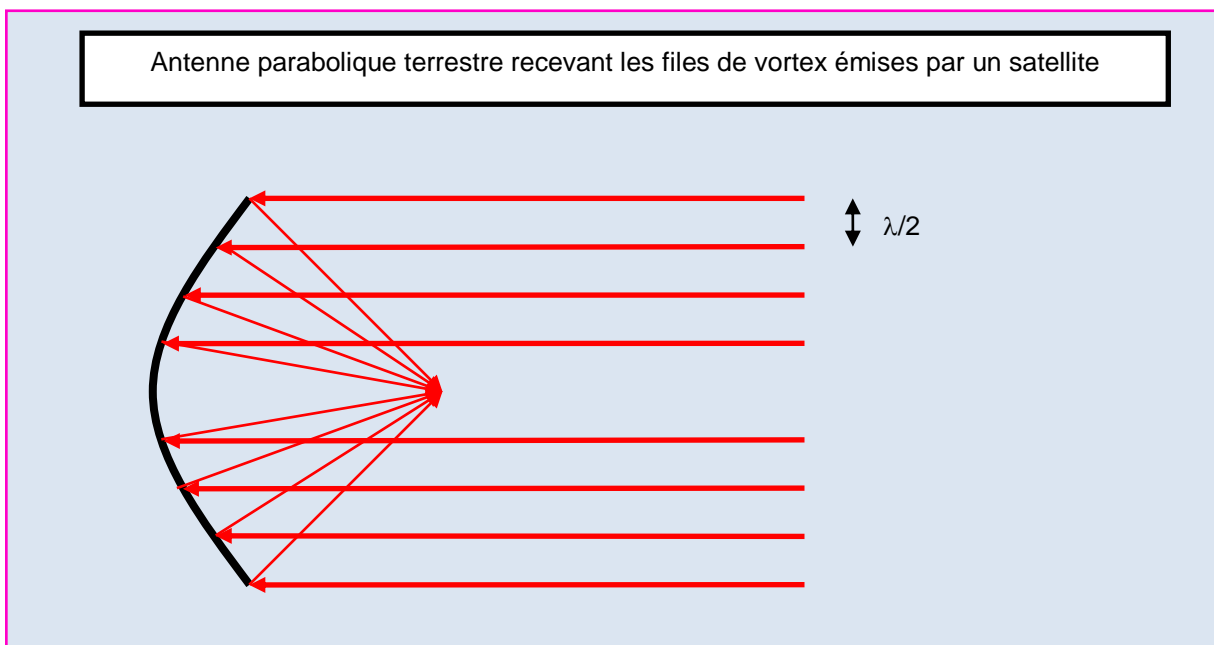 Antenne parabolique terrestre recevant les files de vortex émises par un satellite
λ/2